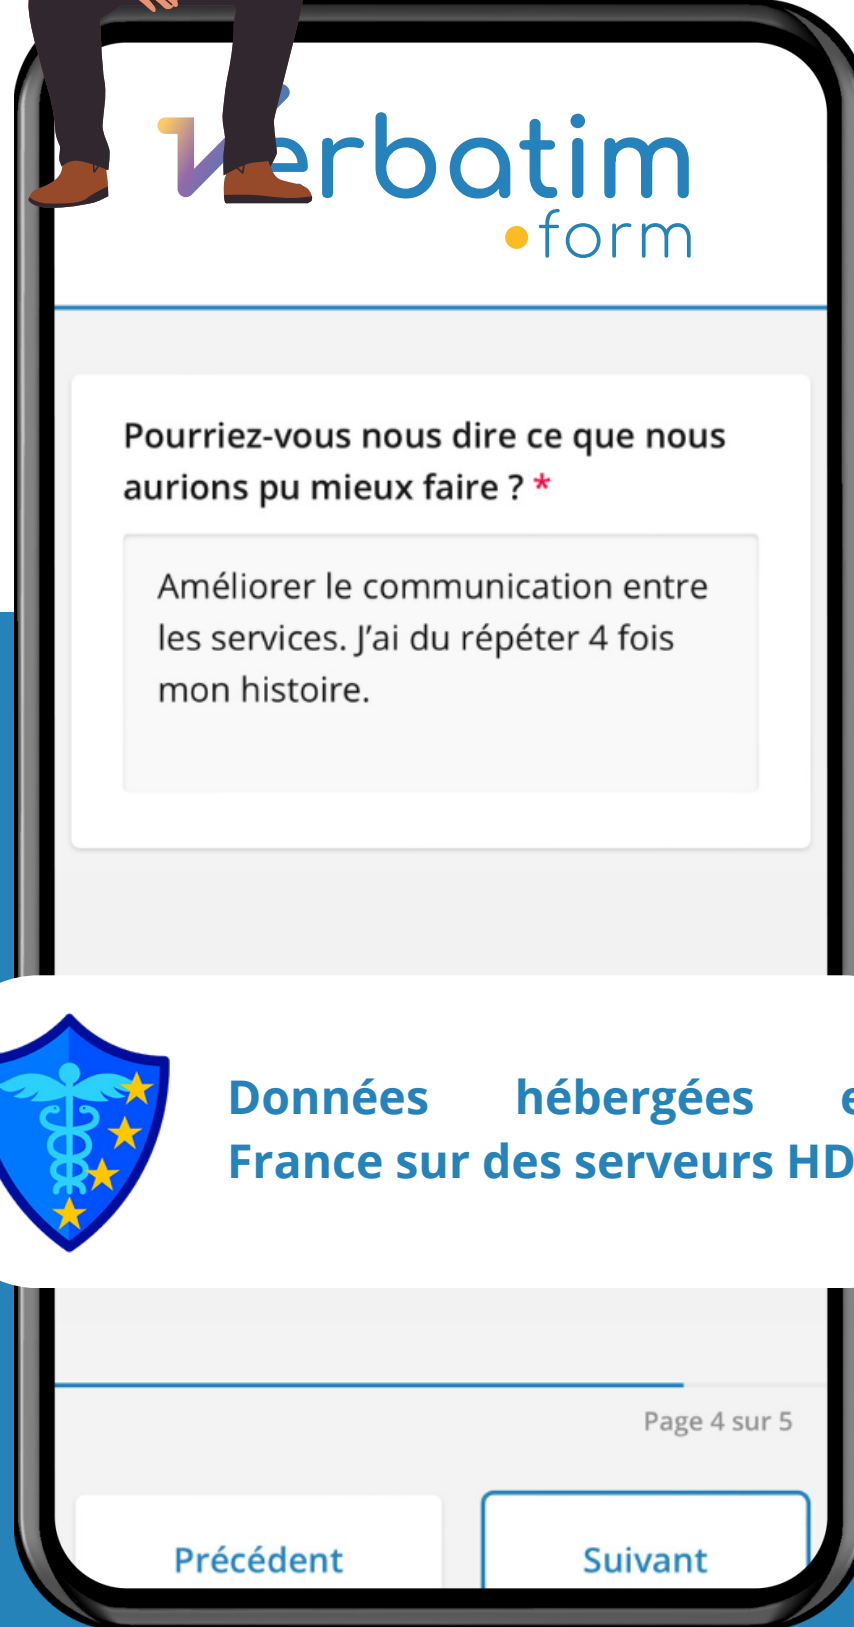 Verbatim
form
Pourriez-vous nous dire ce que nous
aurions pu mieux faire ? *
Améliorer le communication entre
les services. J’ai du répéter 4 fois
mon histoire.
Données hébergées
France sur des serveurs
Page 4 sur 5
Précédent
Suivant